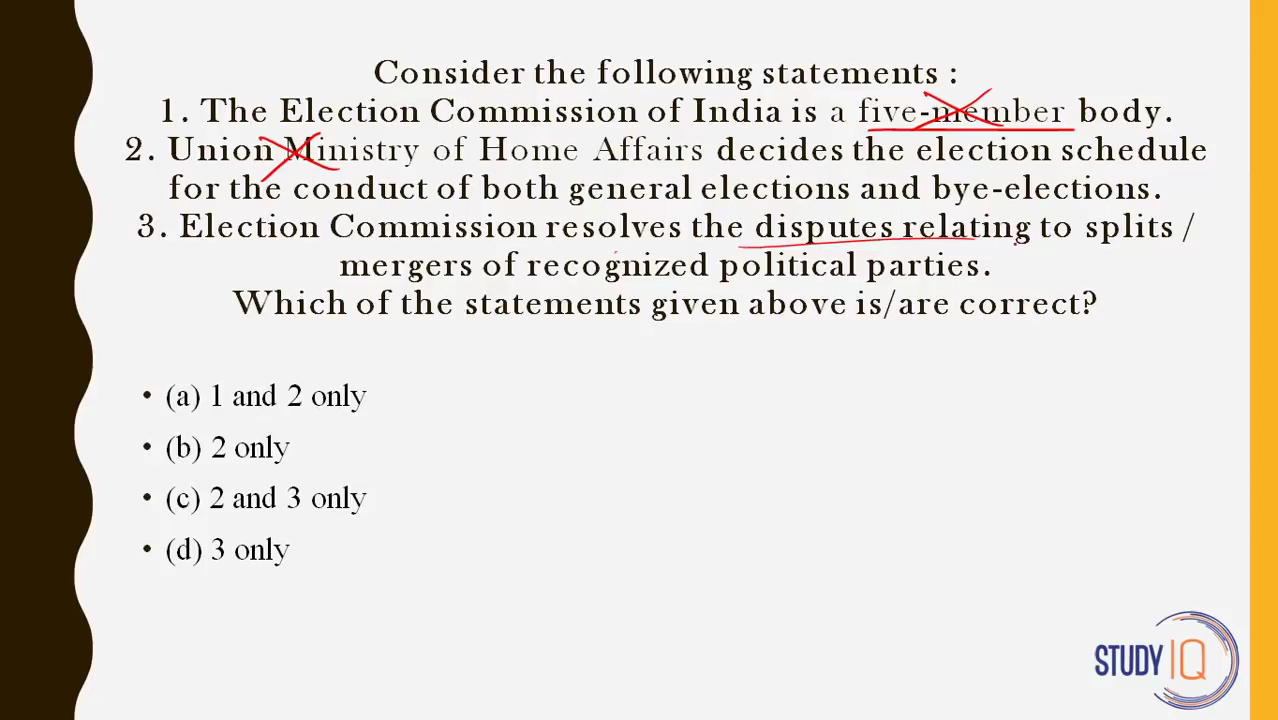 Consider the following statements :
1. The Election Commission of India is a five-member body.
2. Union Ministry of Home Affairs decides the election schedule
for the conduct of both general elections and bye-elections.
3. Election Commission resolves the disputes relating to splits /
mergers of recognized political parties.
Which of the statements given above is/are correct?
• (a) 1 and 2 only
• (b) 2 only
• (c) 2 and 3 only
• (d) 3 only
STUDY IQ